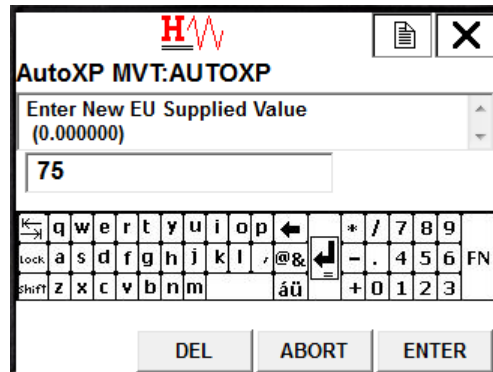 H
AutoXP MVT:AUTOXP
Enter New EU Supplied Value
(0.000000)
75
q w e r t y u i o p * / 7 8 9
Lock a s d f g h j k l , @& - . 4 5 6 FN
Shift z x c v b n m áü = + 0 1 2 3
DEL ABORT ENTER